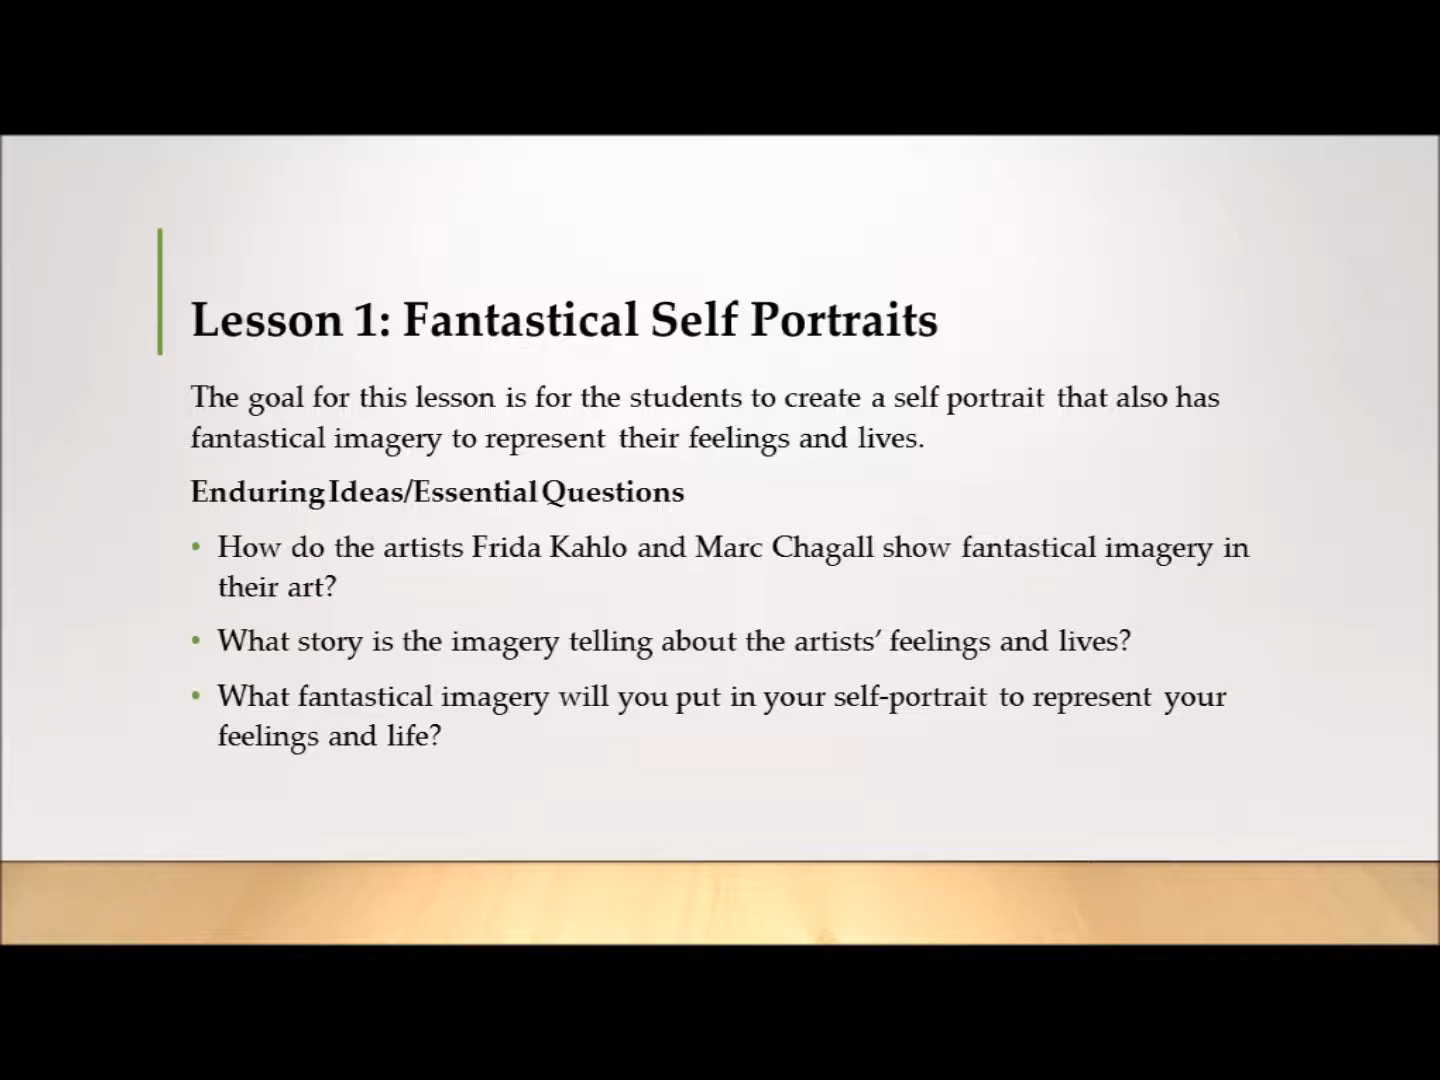 Lesson 1: Fantastical Self Portraits
The goal for this lesson is for the students to create a self portrait that also has
fantastical imagery to represent their feelings and lives.
Enduring Ideas/Essential Questions
• How do the artists Frida Kahlo and Marc Chagall show fantastical imagery in
their art?
• What story is the imagery telling about the artists’ feelings and lives?
• What fantastical imagery will you put in your self-portrait to represent your
feelings and life?